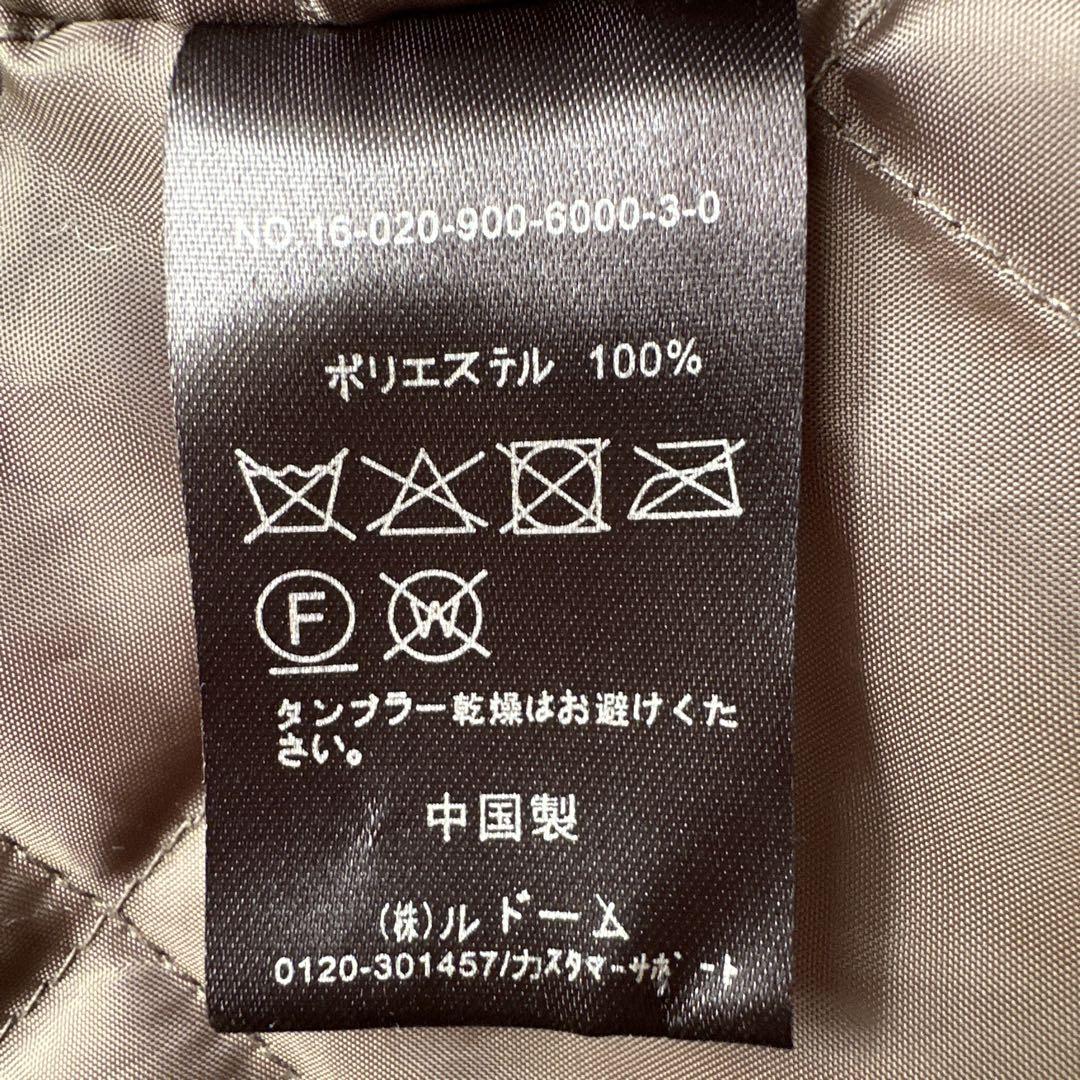 NO.16-020-900-6000-3-0
ポリエステル 100%
F W
タンブラー乾燥はお避けくだ
さい。
中国製
(株)ルドーム
0120-301457/カスタマーサポート